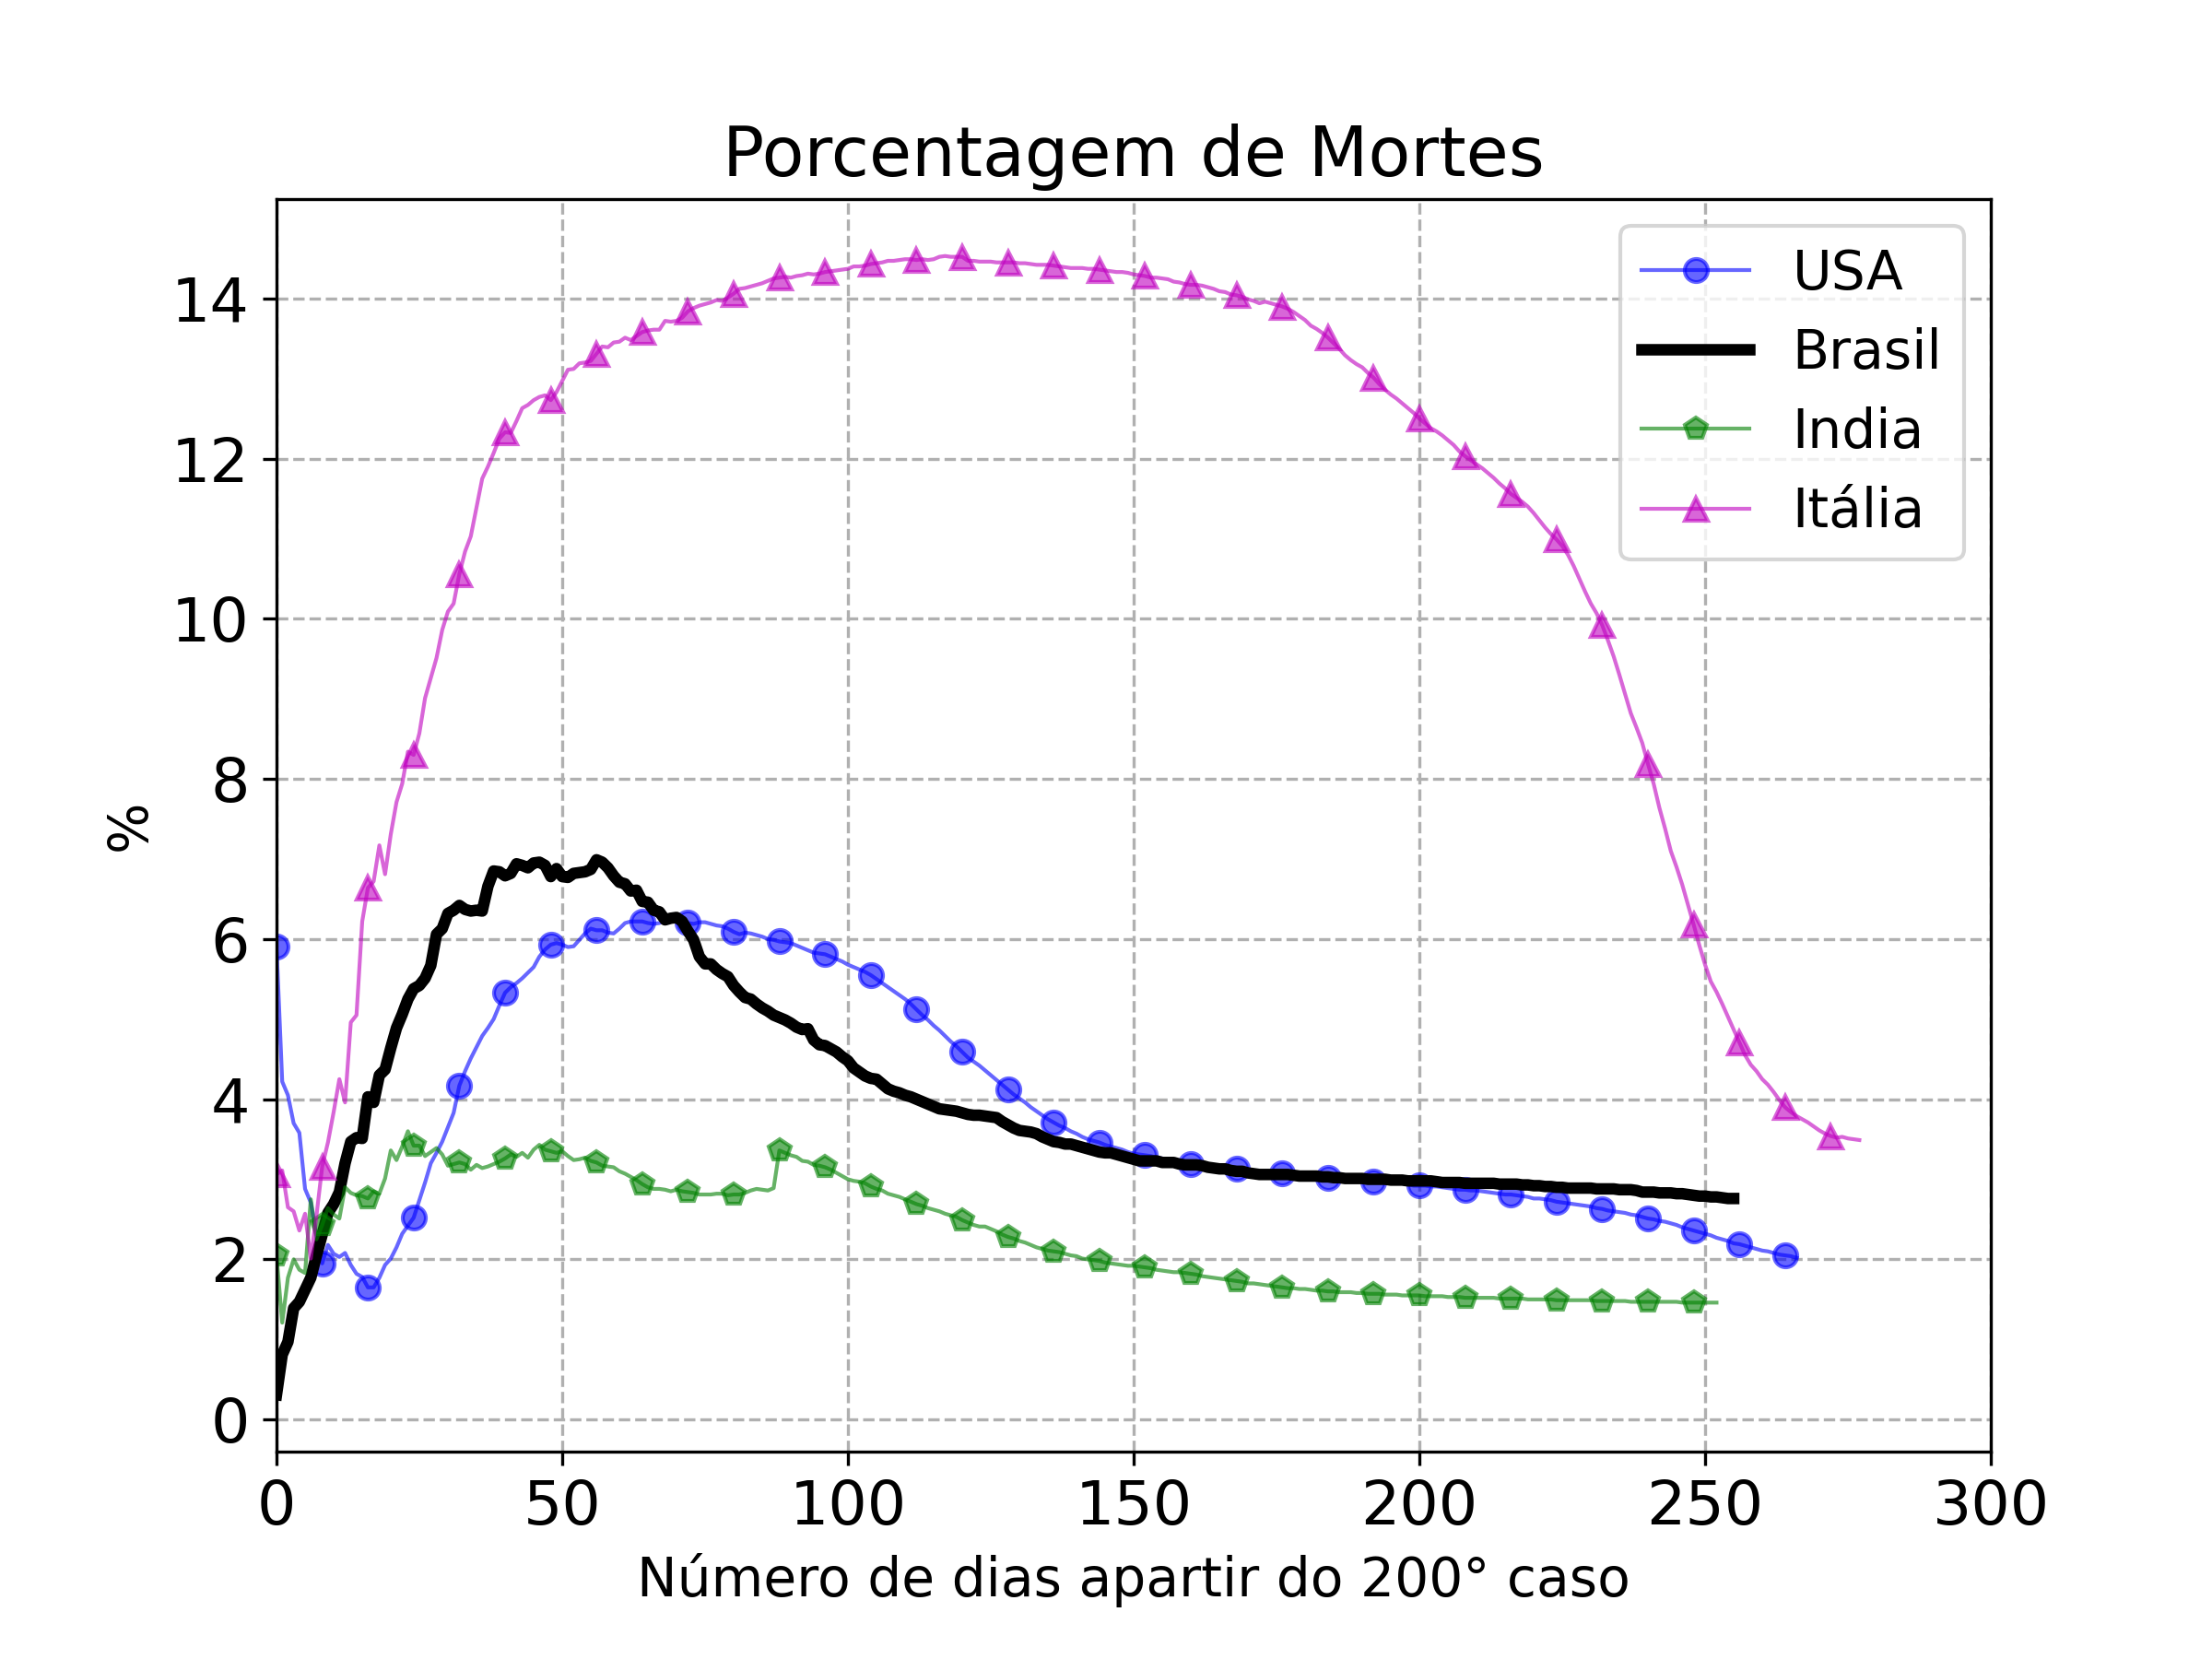 Porcentagem de Mortes
USA
Brasil
India
Itália
14
12
10
8
6
4
2
0
%
0 50 100 150 200 250 300
Número de dias apartir do 200° caso